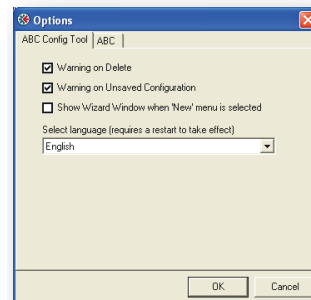 Options
ABC Config Tool ABC
Warning on Delete
Warning on Unsaved Configuration
Show Wizard Window when 'New' menu is selected
Select language (requires a restart to take effect)
English
OK Cancel